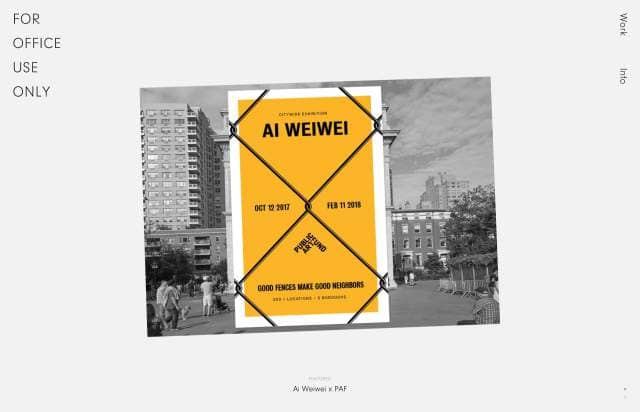 FOR
OFFICE
USE
ONLY
Work
Info
CITYWIDE EXHIBITION
AI WEIWEI
OCT 12 2017
FEB 11 2018
PUBLIC
ART FUND
GOOD FENCES MAKE GOOD NEIGHBORS
300 + LOCATIONS - 5 BOROUGHS
FEATURED
Ai Weiwei x PAF